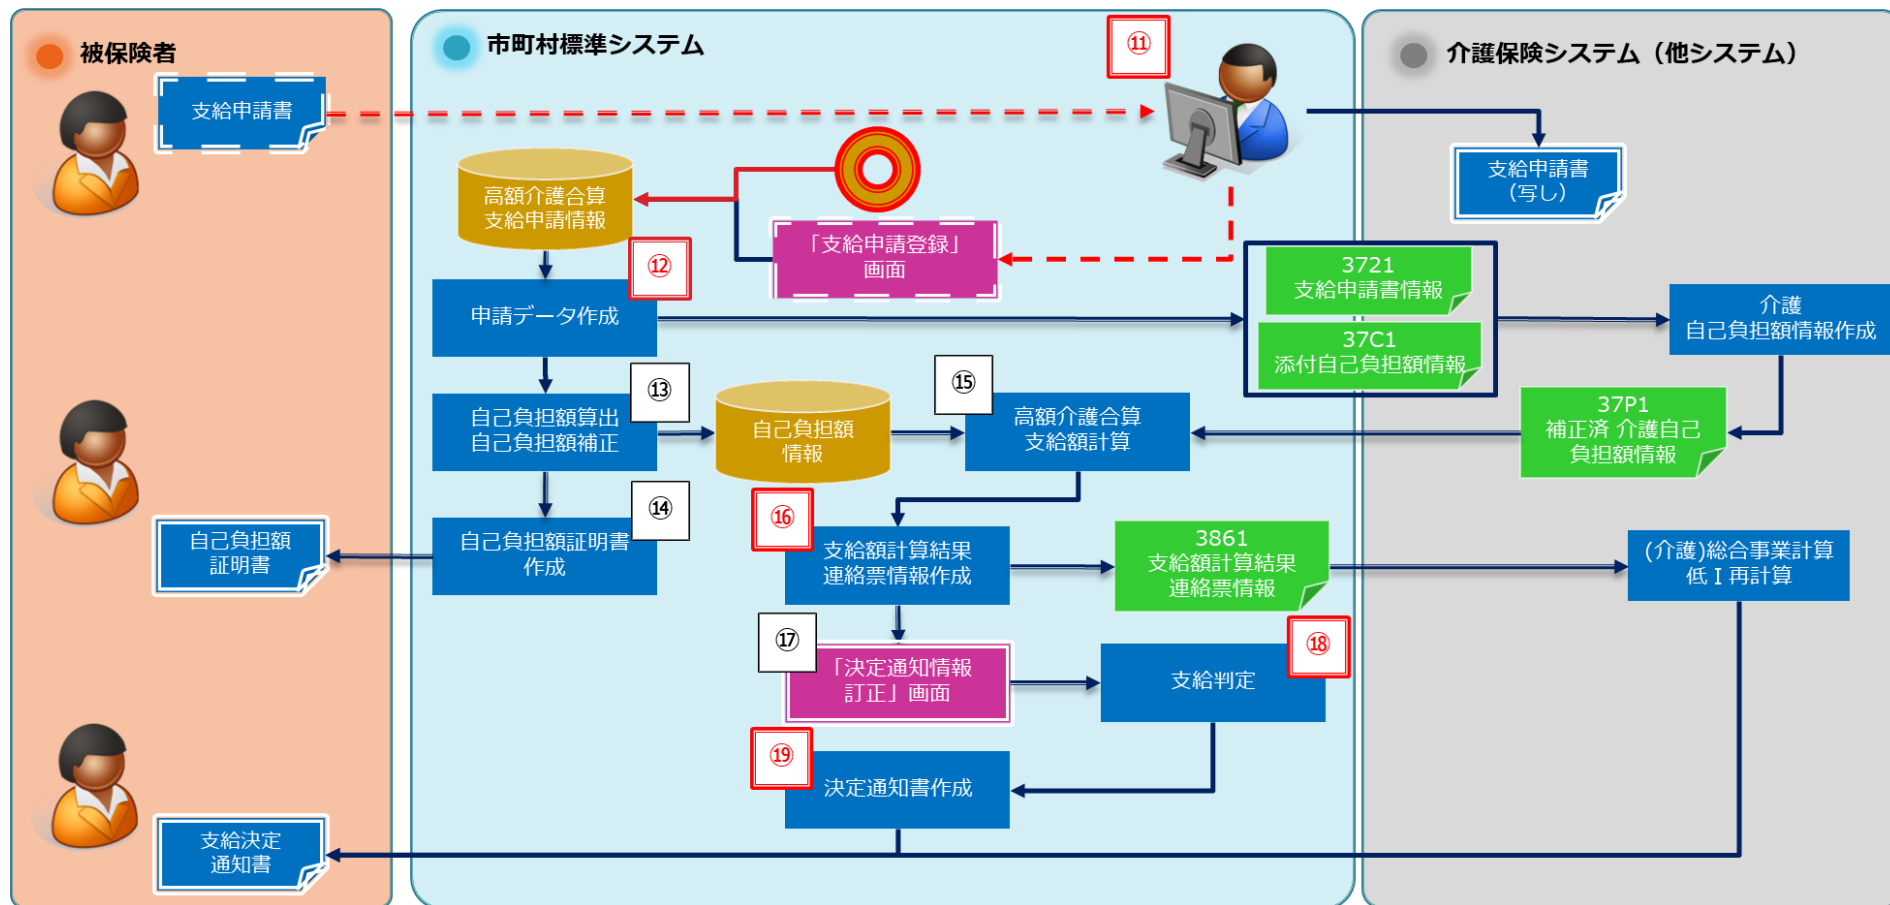 被保険者
市町村標準システム
⑪
介護保険システム（他システム）
支給申請書
支給申請書
（写し）
高額介護合算
支給申請情報
「支給申請登録」
画面
⑫
申請データ作成
3721
支給申請書情報
37C1
添付自己負担額情報
介護
自己負担額情報作成
⑬
自己負担額算出
自己負担額補正
自己負担額
情報
⑮
高額介護合算
支給額計算
37P1
補正済 介護自己
負担額情報
⑭
自己負担額証明書
作成
自己負担額
証明書
⑯
支給額計算結果
連絡票情報作成
3861
支給額計算結果
連絡票情報
(介護)総合事業計算
低Ⅰ再計算
⑰
「決定通知情報
訂正」画面
⑱
支給判定
⑲
決定通知書作成
支給決定
通知書